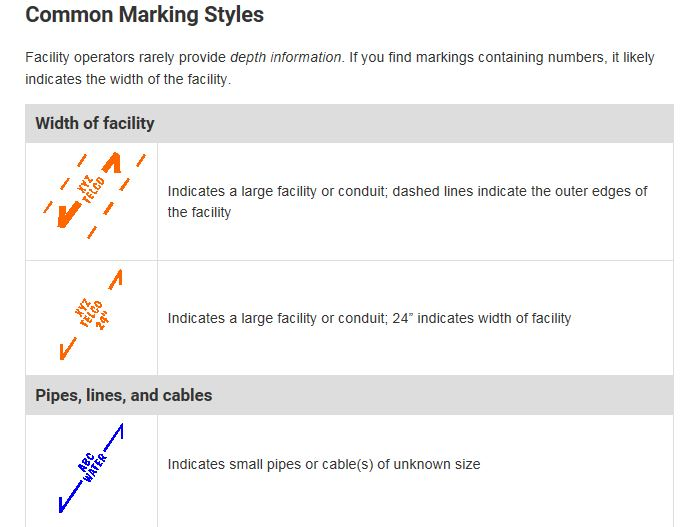 Common Marking Styles
Facility operators rarely provide depth information. If you find markings containing numbers, it likely
indicates the width of the facility.
Width of facility
XYZ
TELCO
Indicates a large facility or conduit; dashed lines indicate the outer edges of
the facility
XYZ
TELCO
24"
Indicates a large facility or conduit; 24” indicates width of facility
Pipes, lines, and cables
ABC
WATER
Indicates small pipes or cable(s) of unknown size